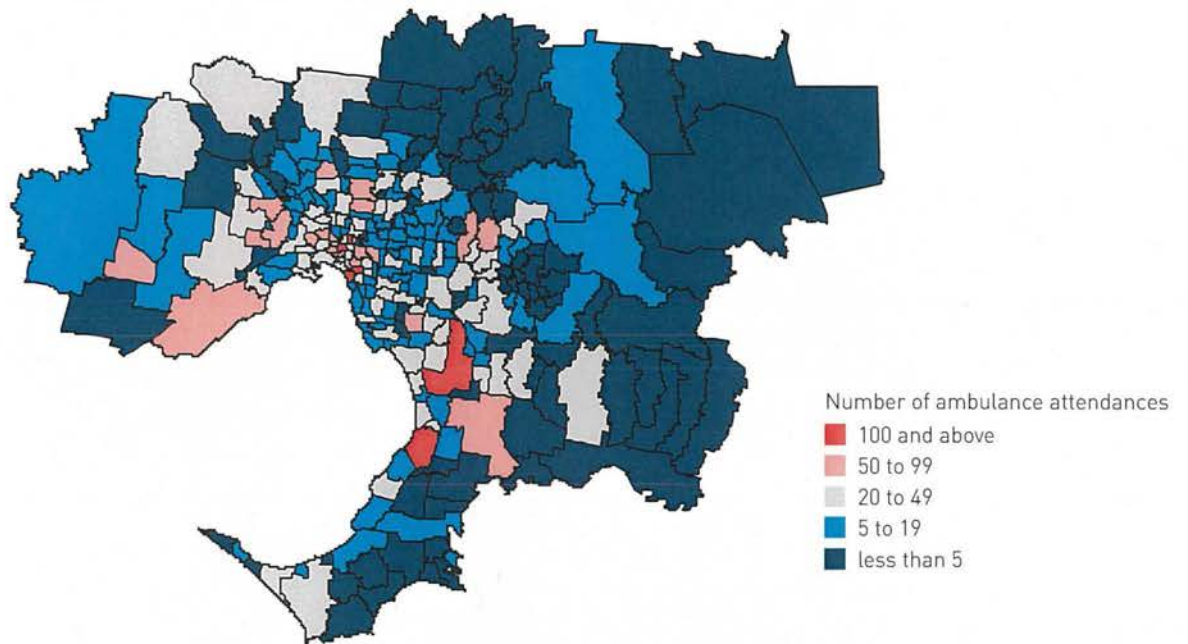 Number of ambulance attendances
100 and above
50 to 99
20 to 49
5 to 19
less than 5